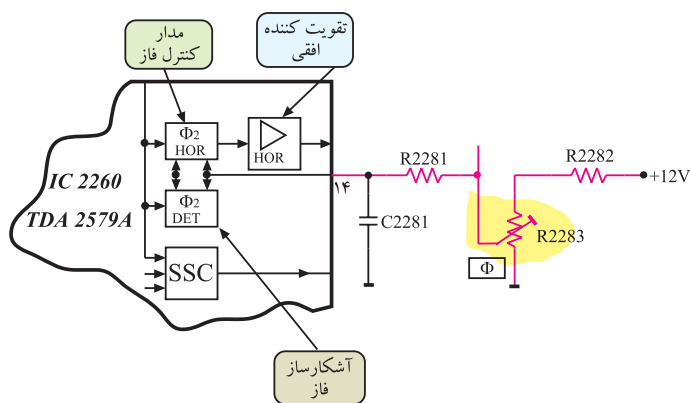 مدار
کنترل فاز
تقویت کننده
افقی
Φ2
HOR
HOR
IC 2260
TDA 2579A
Φ2
DET
SSC
۱۴
R2281
C2281
R2282
+12V
R2283
Φ
آشکارساز
فاز